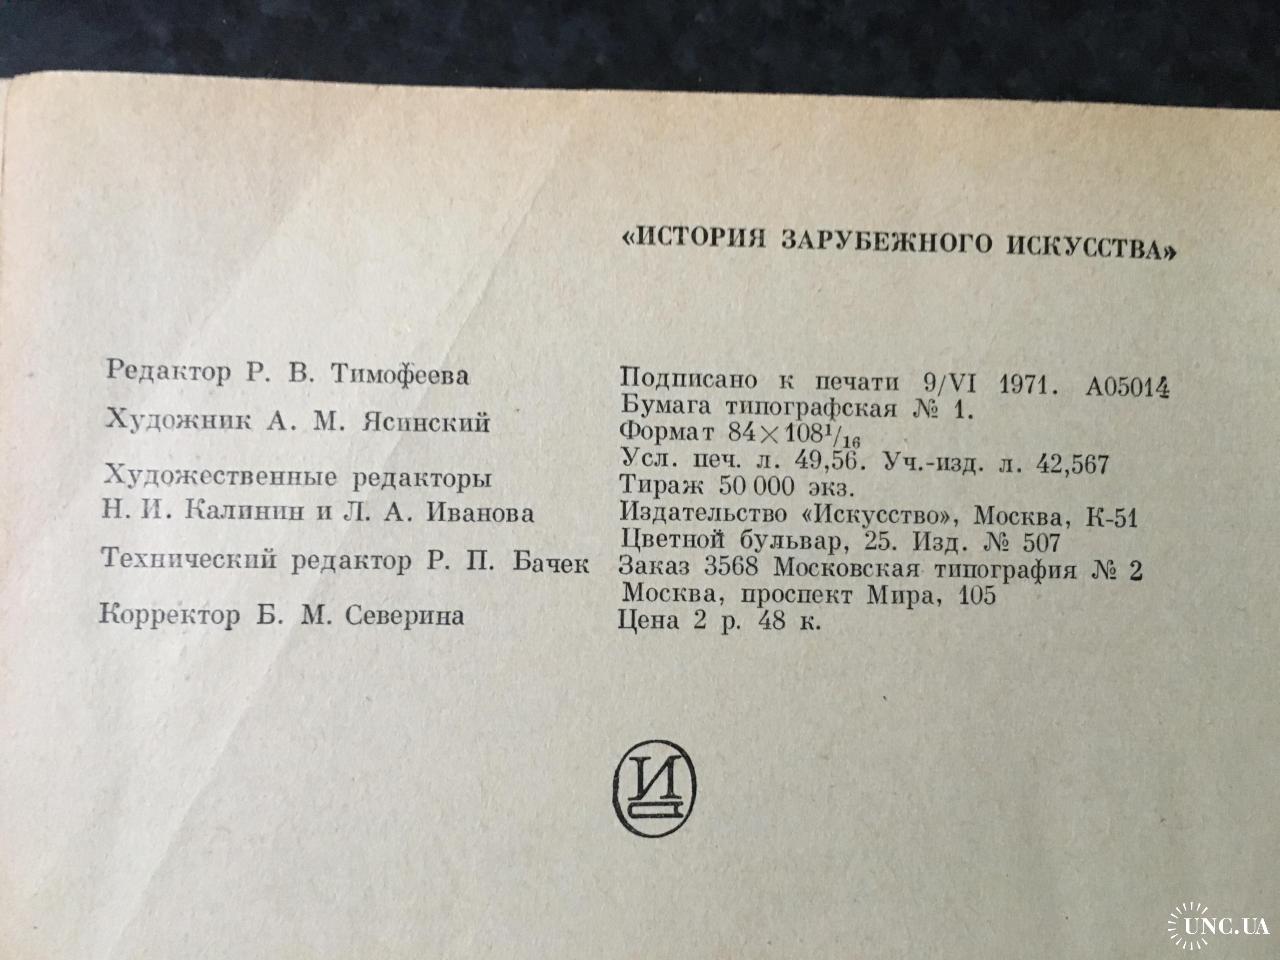 «ИСТОРИЯ ЗАРУБЕЖНОГО ИСКУССТВА»
Редактор Р. В. Тимофеева
Художник А. М. Ясинский
Художественные редакторы
Н. И. Калинин и Л. А. Иванова
Технический редактор Р. П. Бачек
Корректор Б. М. Северина
Подписано к печати 9/VI 1971. А05014
Бумага типографская № 1.
Формат 84×108¹/₁₆
Усл. печ. л. 49,56. Уч.-изд. л. 42,567
Тираж 50 000 экз.
Издательство «Искусство», Москва, К-51
Цветной бульвар, 25. Изд. № 507
Заказ 3568 Московская типография № 2
Москва, проспект Мира, 105
Цена 2 р. 48 к.
И
UNC.UA